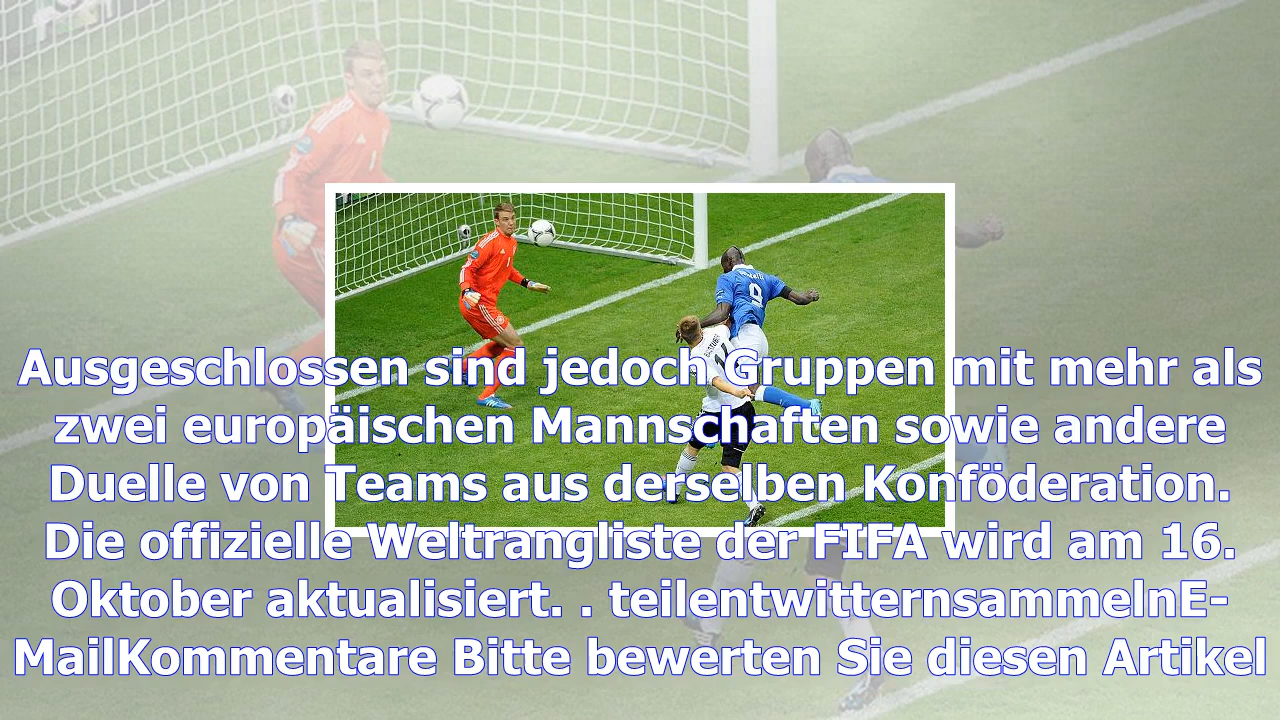 Ausgeschlossen sind jedoch Gruppen mit mehr als
zwei europäischen Mannschaften sowie andere
Duelle von Teams aus derselben Konföderation.
Die offizielle Weltrangliste der FIFA wird am 16.
Oktober aktualisiert. . teilentwitternsammelnE-
MailKommentare Bitte bewerten Sie diesen Artikel
9